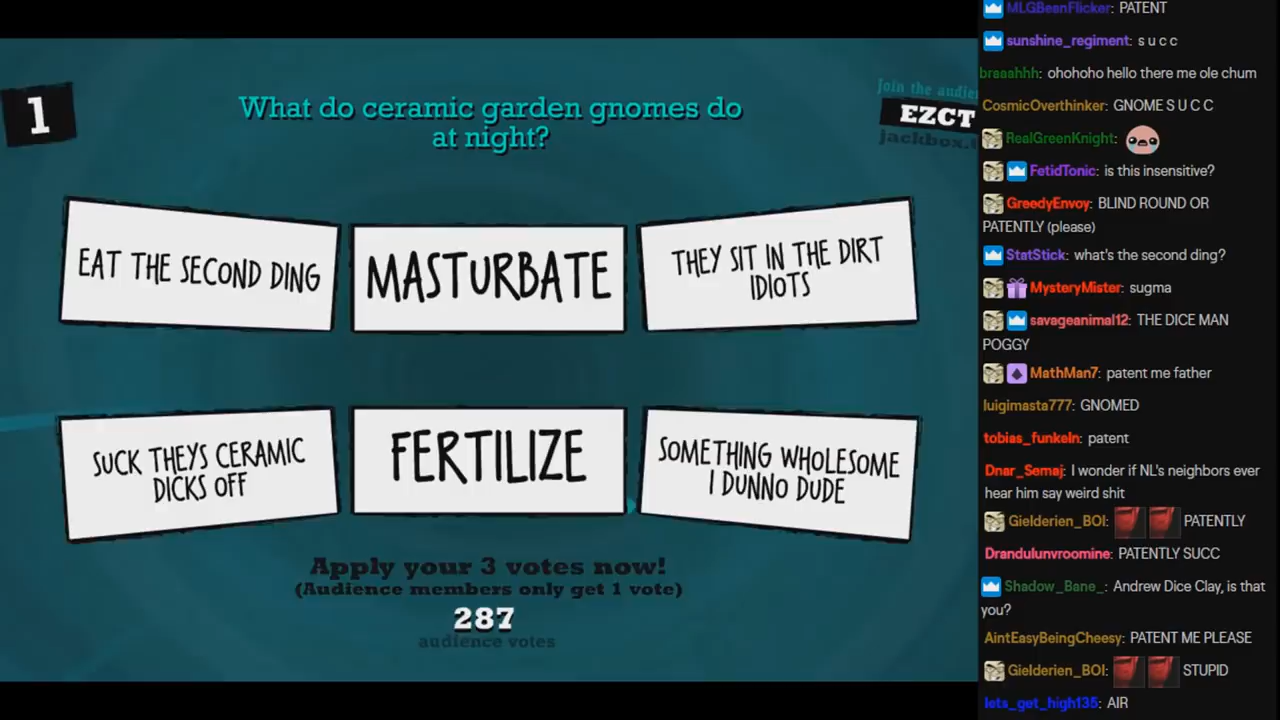 1
What do ceramic garden gnomes do
at night?
Join the audie
EZCT
jackbox.t
EAT THE SECOND DING
MASTURBATE
THEY SIT IN THE DIRT
IDIOTS
SUCK THEYS CERAMIC
DICKS OFF
FERTILIZE
SOMETHING WHOLESOME
I DUNNO DUDE
Apply your 3 votes now!
(Audience members only get 1 vote)
287
audience votes
MLGBeanFlicker: PATENT
sunshine_regiment: s u c c
braaahhh: ohohoho hello there me ole chum
CosmicOverthinker: GNOME S U C C
RealGreenKnight:
FetidTonic: is this insensitive?
GreedyEnvoy: BLIND ROUND OR
PATENTLY (please)
StatStick: what's the second ding?
MysteryMister: sugma
savageanimal12: THE DICE MAN
POGGY
MathMan7: patent me father
luigimasta777: GNOMED
tobias_funkeln: patent
Dnar_Semaj: I wonder if NL's neighbors ever
hear him say weird shit
Gielderien_BOI: PATENTLY
Drandulunvroomine: PATENTLY SUCC
Shadow_Bane_: Andrew Dice Clay, is that
you?
AintEasyBeingCheesy: PATENT ME PLEASE
Gielderien_BOI: STUPID
lets_get_high135: AIR